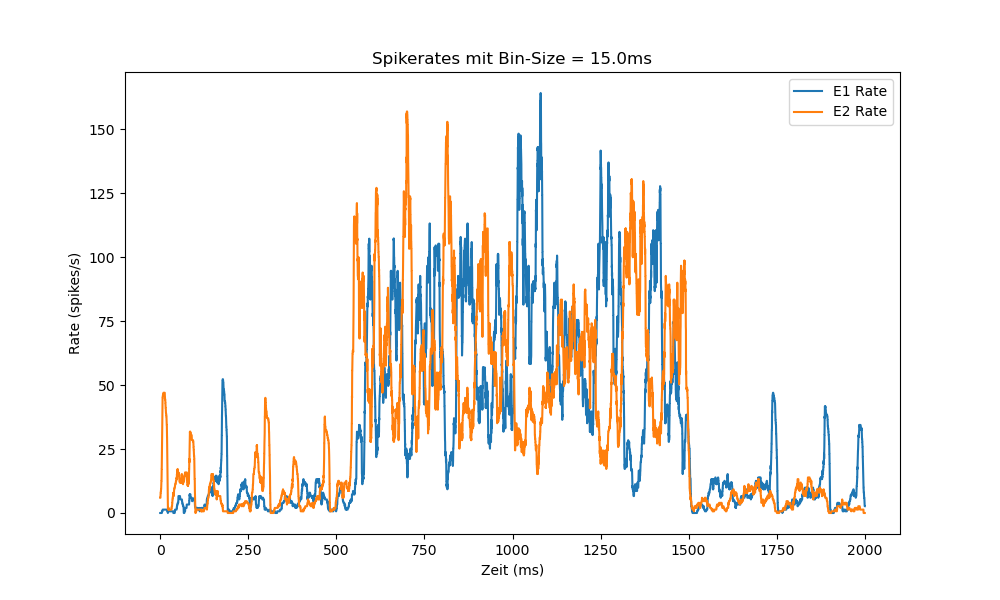 Spikerates mit Bin-Size = 15.0ms
E1 Rate
E2 Rate
150
125
100
75
50
25
0
Rate (spikes/s)
0 250 500 750 1000 1250 1500 1750 2000
Zeit (ms)